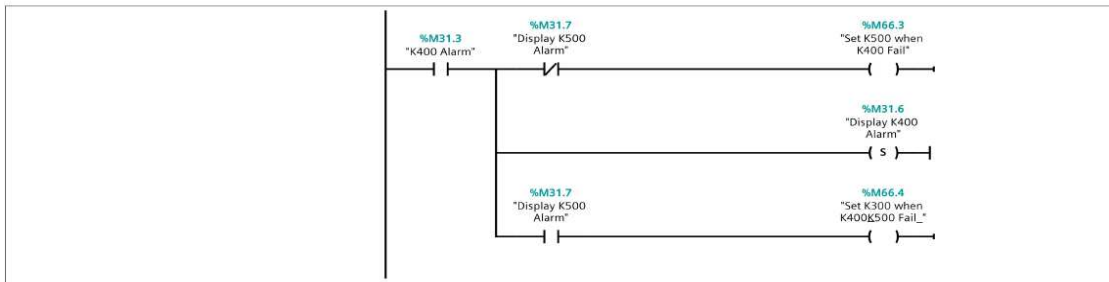 %M31.3
"K400 Alarm"
%M31.7
"Display K500
Alarm"
%M66.3
"Set K500 when
K400 Fail"
%M31.6
"Display K400
Alarm"
S
%M31.7
"Display K500
Alarm"
%M66.4
"Set K300 when
K400K500 Fail_"